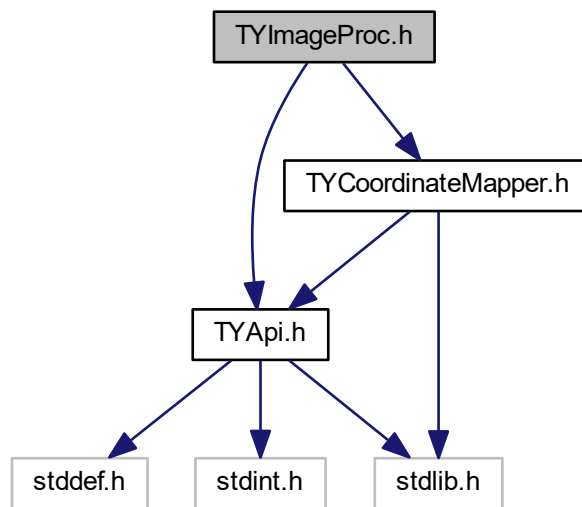 TYImageProc.h
TYCoordinateMapper.h
TYApi.h
stddef.h
stdint.h
stdlib.h